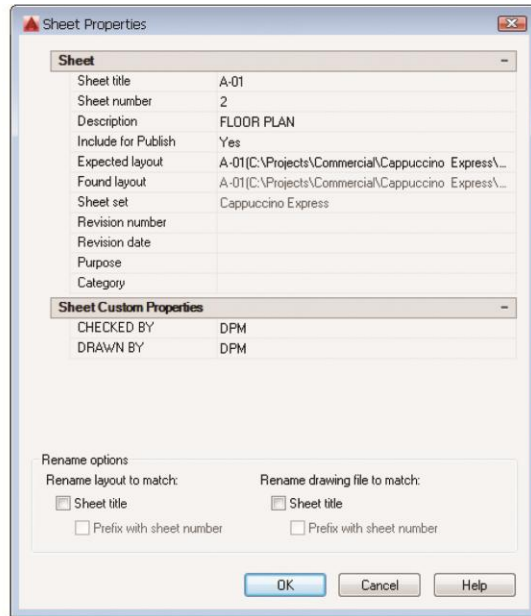 Sheet Properties
Sheet
Sheet title A-01
Sheet number 2
Description FLOOR PLAN
Include for Publish Yes
Expected layout A-01(C:\Projects\Commercial\Cappuccino Express\...
Found layout A-01(C:\Projects\Commercial\Cappuccino Express\...
Sheet set Cappuccino Express
Revision number
Revision date
Purpose
Category
Sheet Custom Properties
CHECKED BY DPM
DRAWN BY DPM
Rename options
Rename layout to match: Rename drawing file to match:
Sheet title Sheet title
Prefix with sheet number Prefix with sheet number
OK Cancel Help